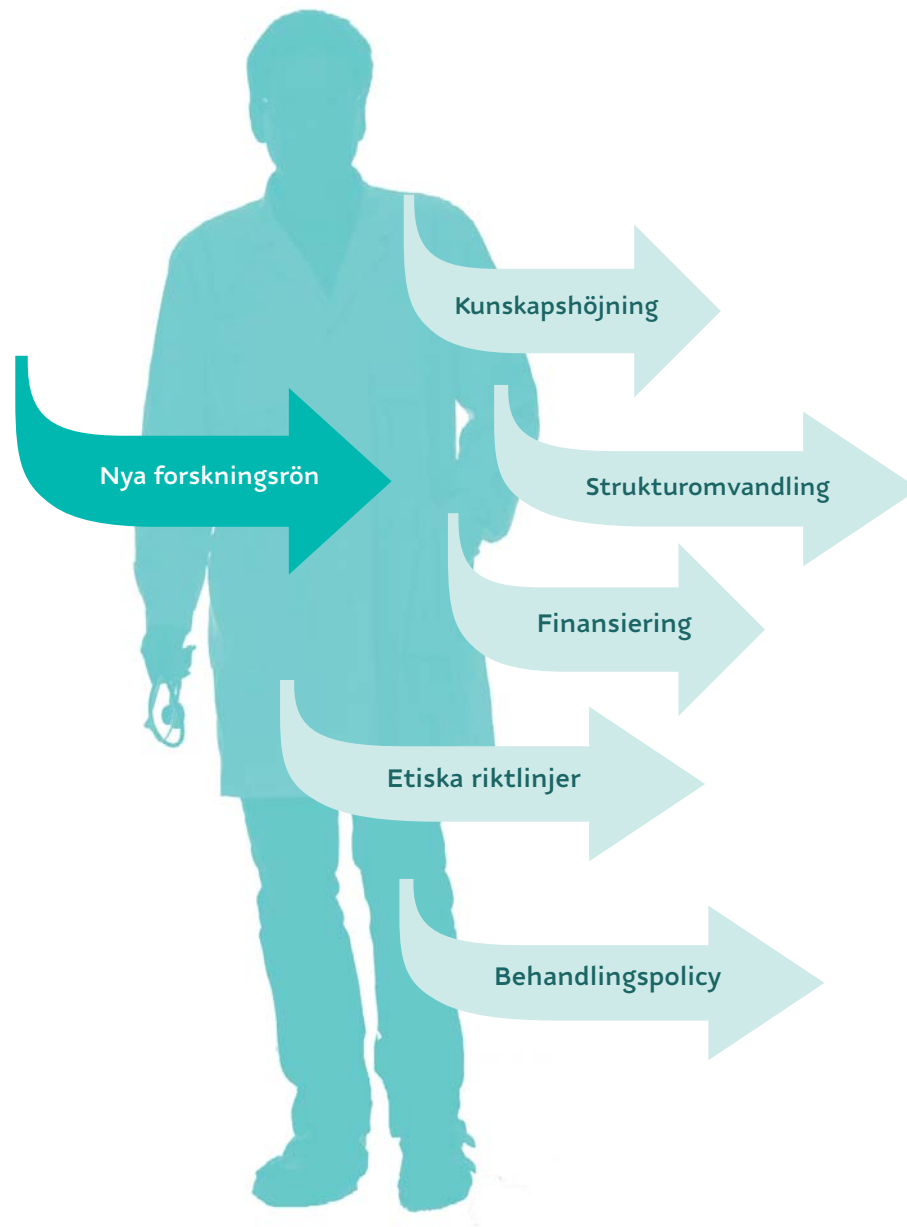 Kunskapshöjning
Nya forskningsrön
Strukturomvandling
Finansiering
Etiska riktlinjer
Behandlingspolicy